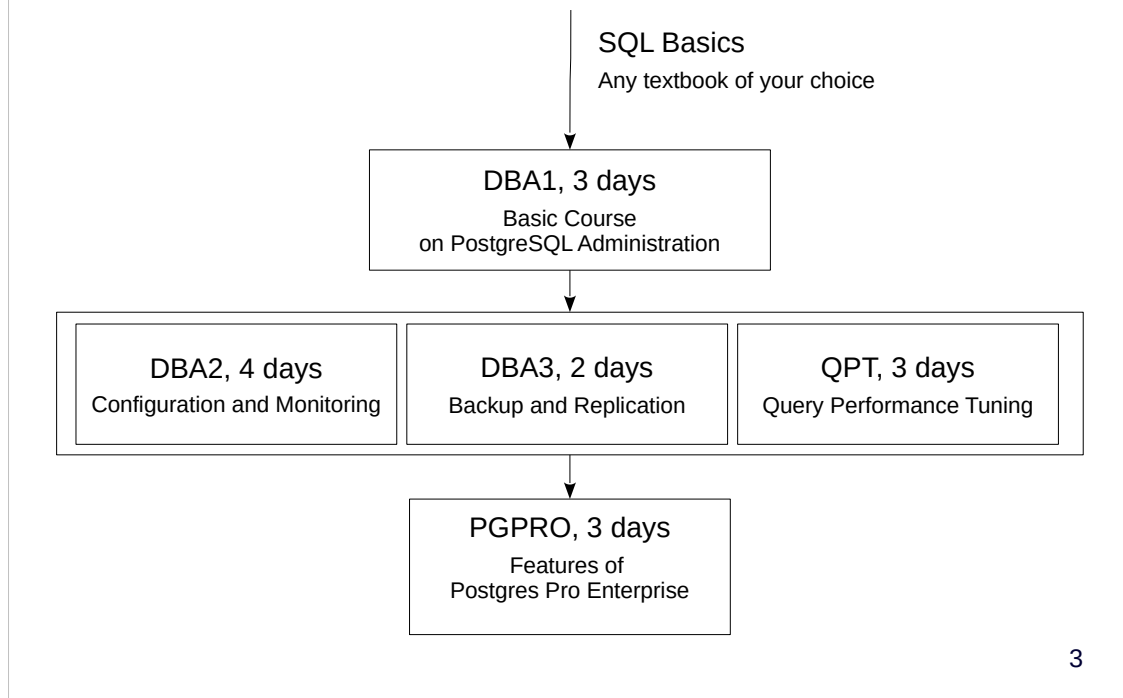 SQL Basics
Any textbook of your choice
DBA1, 3 days
Basic Course
on PostgreSQL Administration
DBA2, 4 days
Configuration and Monitoring
DBA3, 2 days
Backup and Replication
QPT, 3 days
Query Performance Tuning
PGPRO, 3 days
Features of
Postgres Pro Enterprise
3